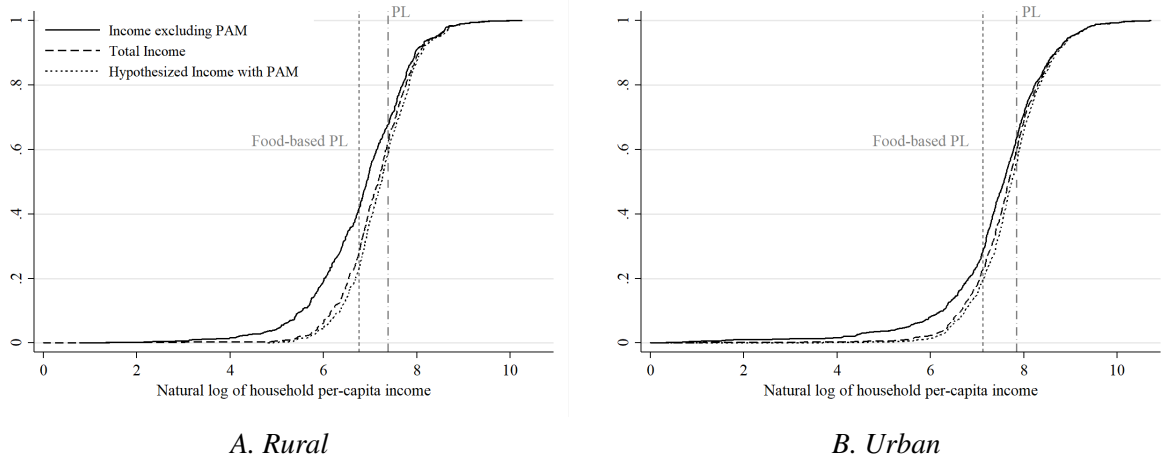 PL
Income excluding PAM
Total Income
Hypothesized Income with PAM
Food-based PL
1
.8
.6
.4
.2
0
0 2 4 6 8 10
Natural log of household per-capita income
A. Rural
PL
Food-based PL
1
.8
.6
.4
.2
0
0 2 4 6 8 10
Natural log of household per-capita income
B. Urban